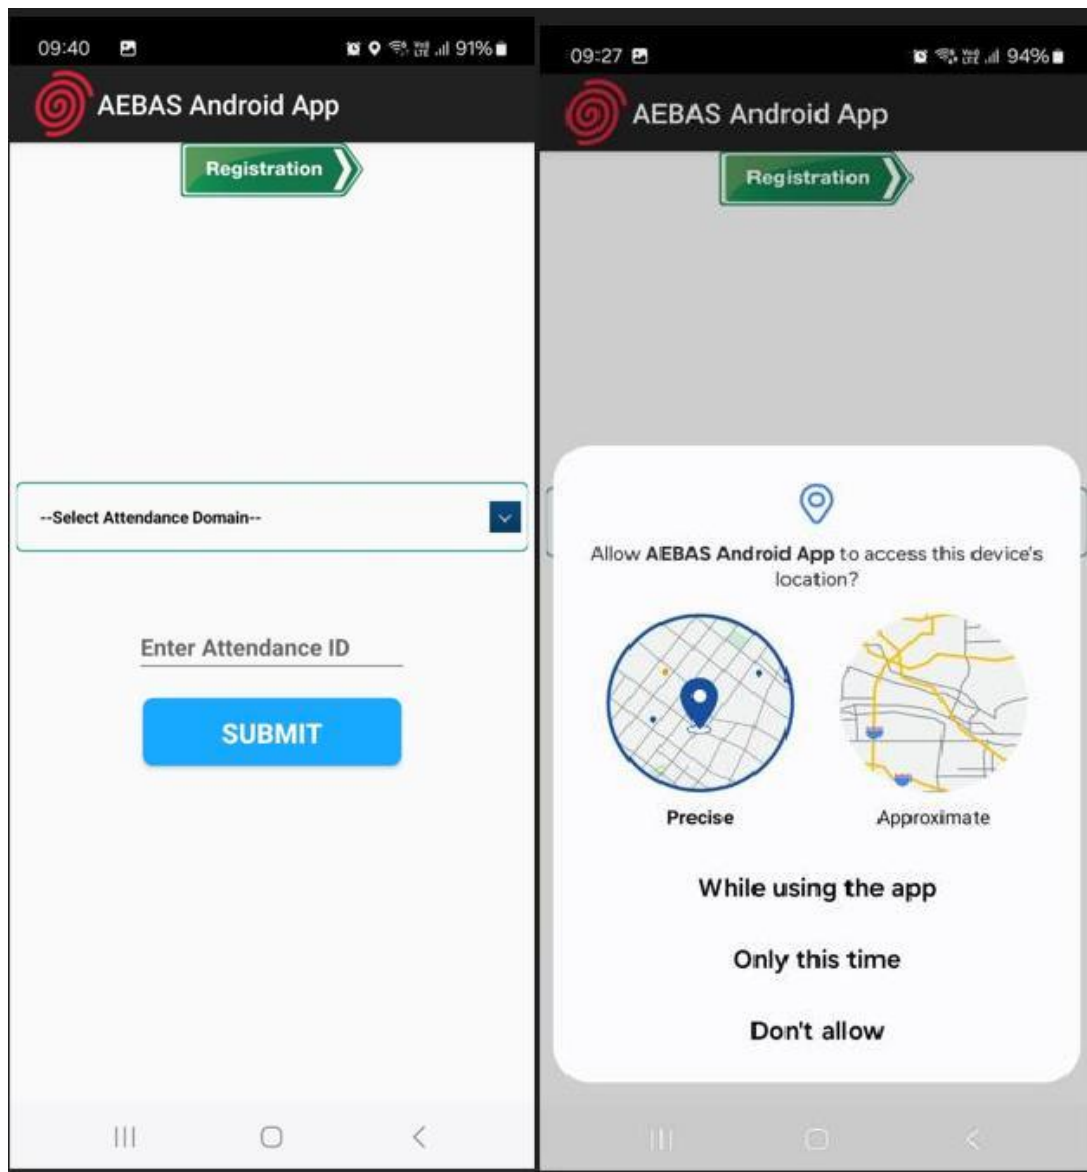 09:40
91%
AEBAS Android App
Registration
--Select Attendance Domain--
Enter Attendance ID
SUBMIT
09:27
94%
AEBAS Android App
Registration
Allow AEBAS Android App to access this device's
location?
Precise
Approximate
While using the app
Only this time
Don't allow